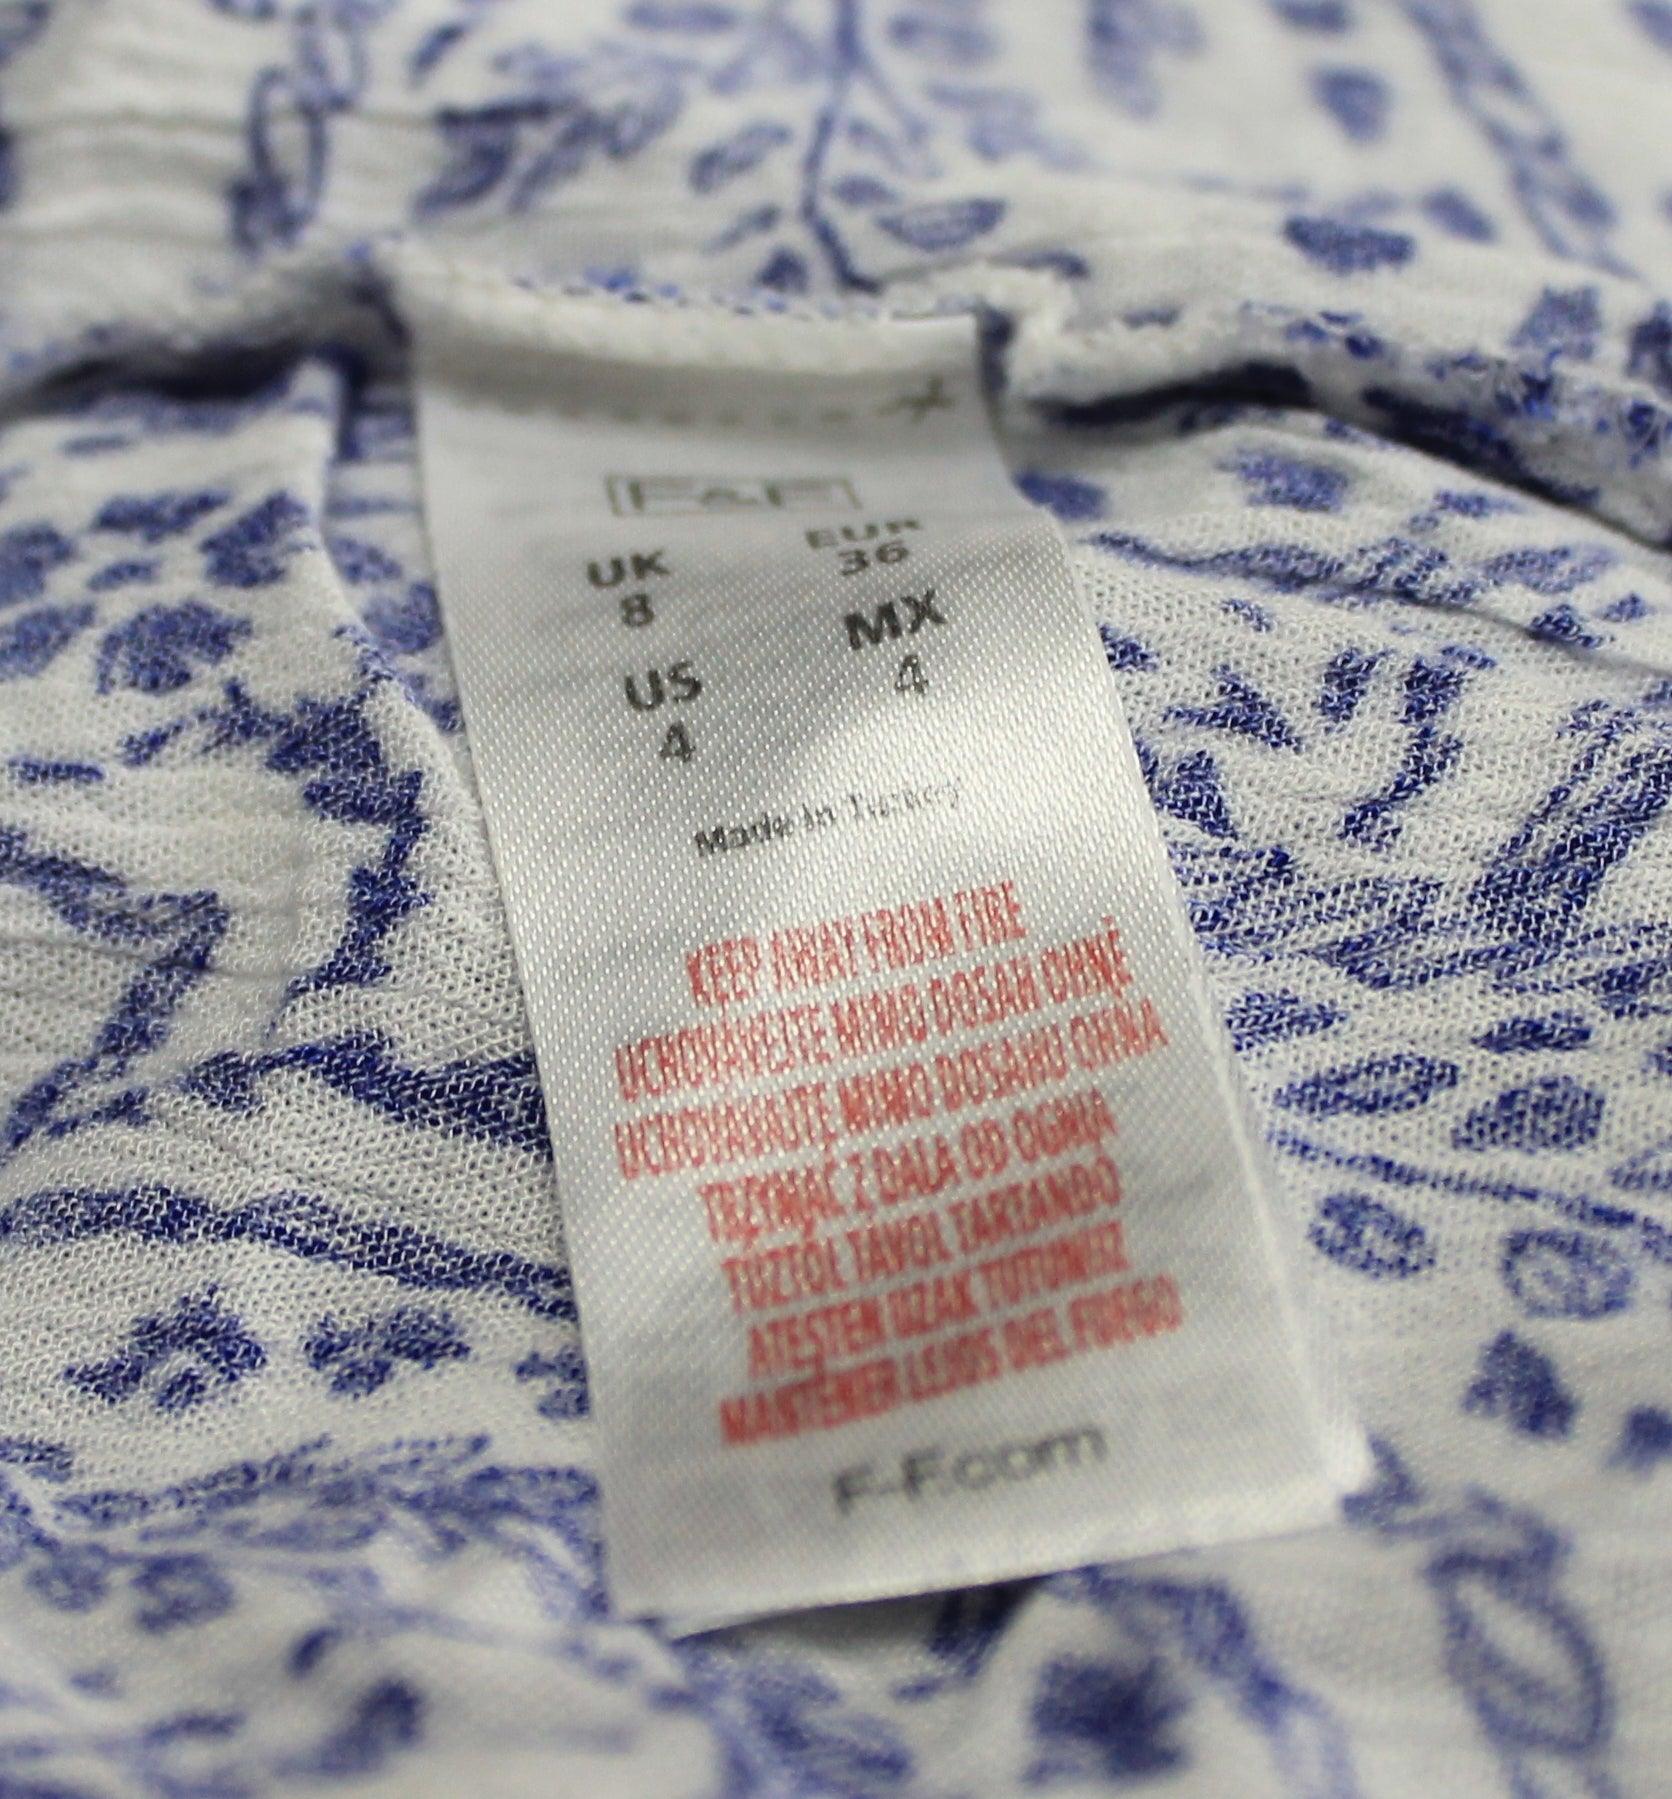 F&F
UK EUR
8 36
US MX
4 4
Made In Turkey
KEEP AWAY FROM FIRE
UCHOVÁVEJTE MIMO DOSAH OHNĚ
UCHOVÁVAJTE MIMO DOSAHU OHŇA
TRZYMAĆ Z DALA OD OGNIA
TŰZTŐL TÁVOL TARTANDÓ
ATEŞTEN UZAK TUTUNUZ
MANTENER LEJOS DEL FUEGO
F-F.com